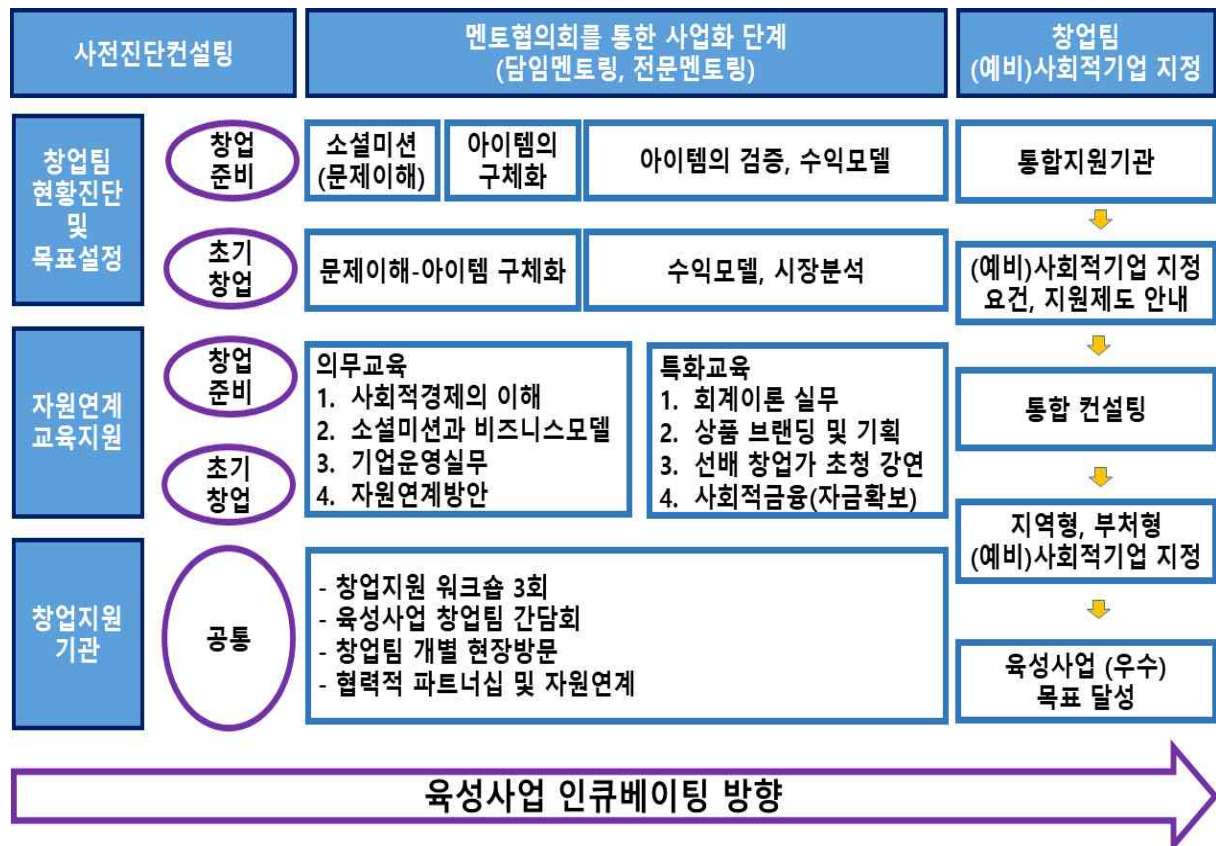 사전진단컨설팅
멘토협의회를 통한 사업화 단계
(담임멘토링, 전문멘토링)
창업팀
(예비)사회적기업 지정
창업팀
현황진단
및
목표설정
창업
준비
소셜미션
(문제이해)
아이템의
구체화
아이템의 검증, 수익모델
초기
창업
문제이해-아이템 구체화
수익모델, 시장분석
자원연계
교육지원
창업
준비
초기
창업
의무교육
1. 사회적경제의 이해
2. 소셜미션과 비즈니스모델
3. 기업운영실무
4. 자원연계방안
특화교육
1. 회계이론 실무
2. 상품 브랜딩 및 기획
3. 선배 창업가 초청 강연
4. 사회적금융(자금확보)
창업지원
기관
공통
- 창업지원 워크숍 3회
- 육성사업 창업팀 간담회
- 창업팀 개별 현장방문
- 협력적 파트너십 및 자원연계
통합지원기관
(예비)사회적기업 지정
요건, 지원제도 안내
통합 컨설팅
지역형, 부처형
(예비)사회적기업 지정
육성사업 (우수)
목표 달성
육성사업 인큐베이팅 방향